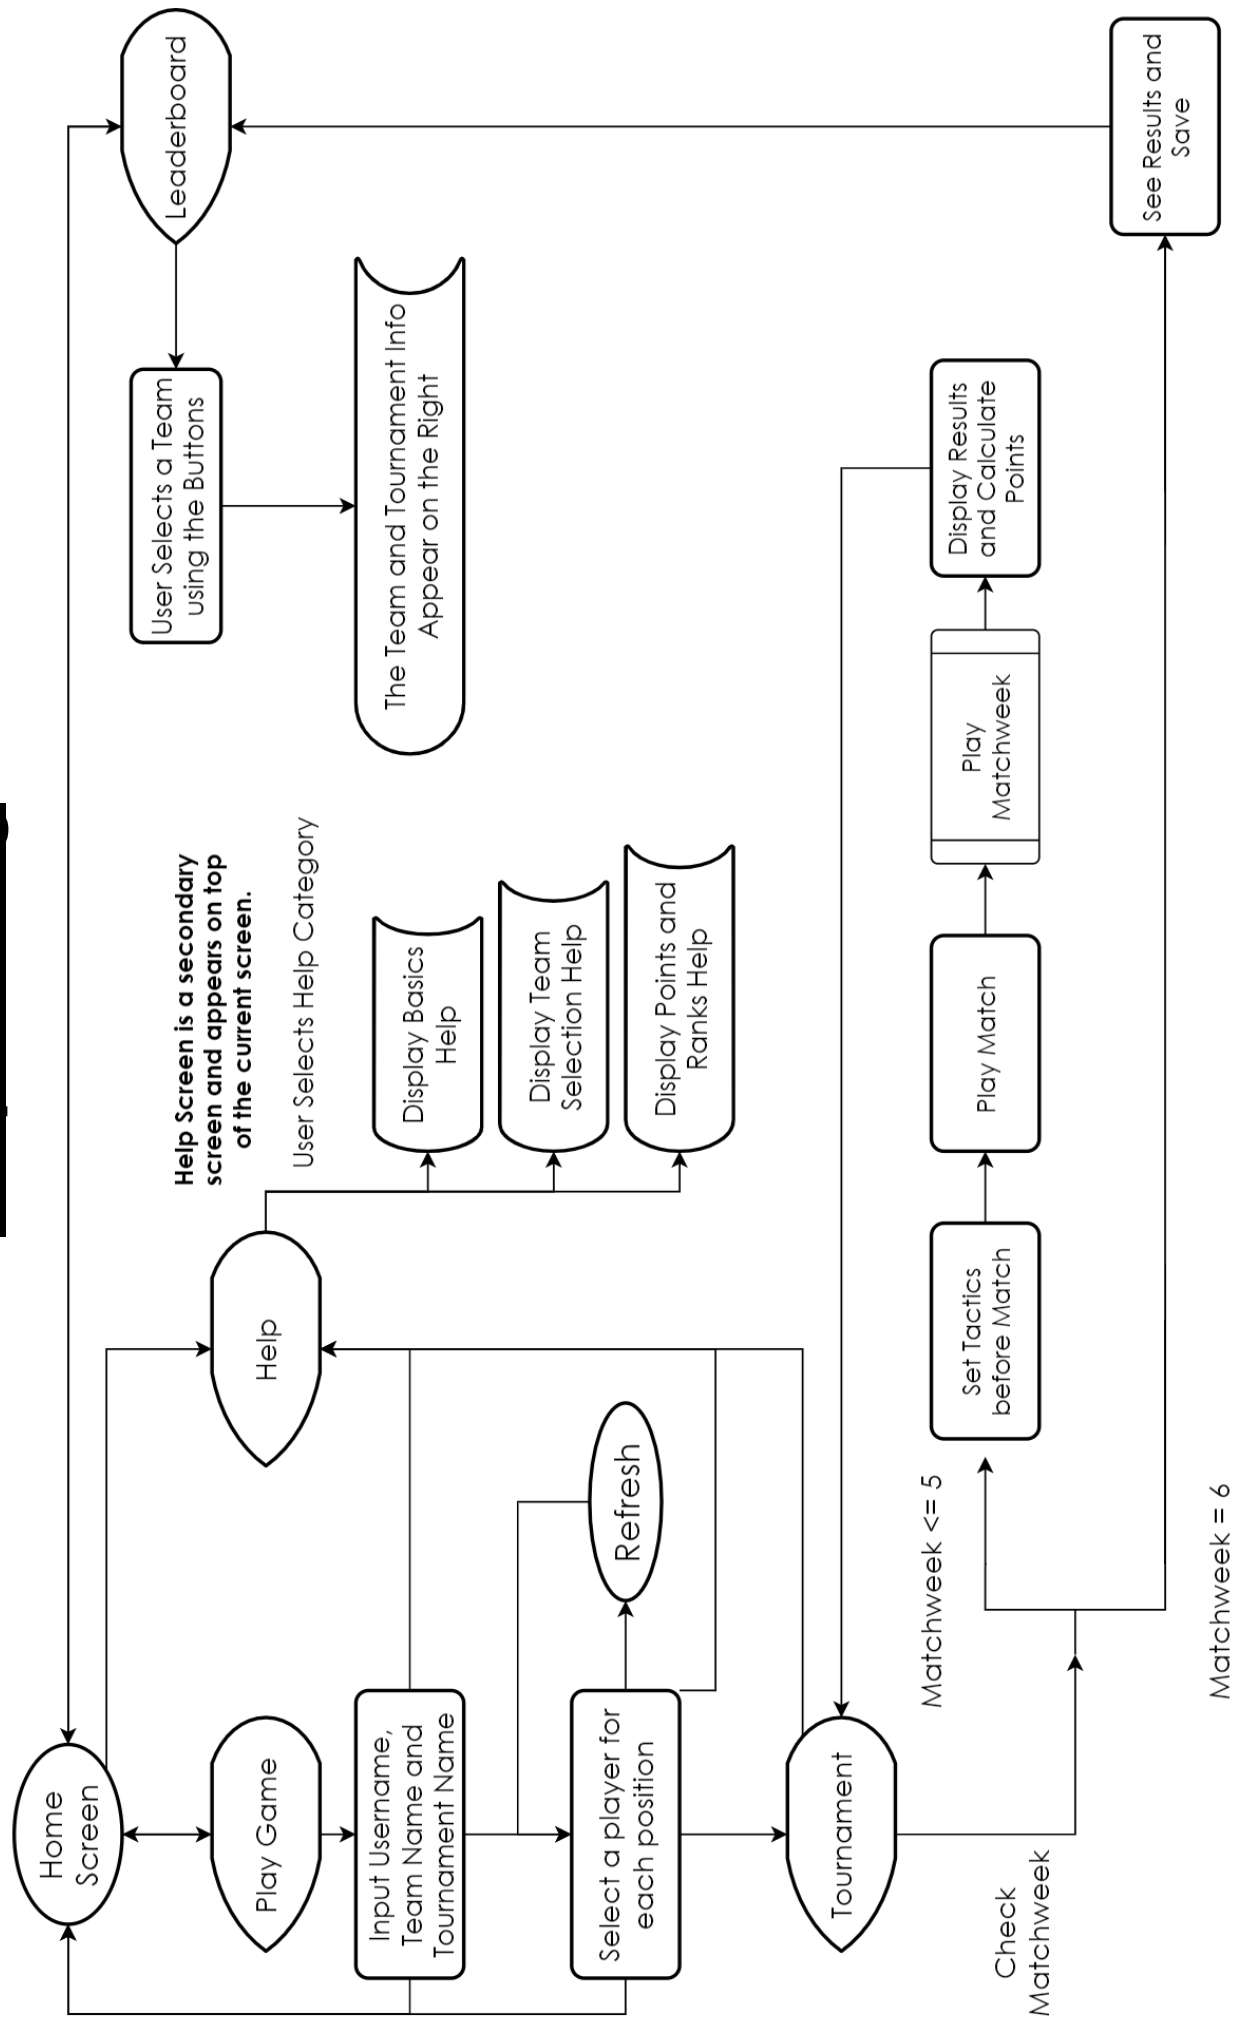 Home
Screen
Play Game
Input Username,
Team Name and
Tournament Name
Select a player for
each position
Refresh
Tournament
Check
Matchweek
Matchweek <= 5
Matchweek = 6
Help
Help Screen is a secondary
screen and appears on top
of the current screen.
User Selects Help Category
Display Basics
Help
Display Team
Selection Help
Display Points and
Ranks Help
Set Tactics
before Match
Play Match
Play
Matchweek
Display Results
and Calculate
Points
See Results and
Save
Leaderboard
User Selects a Team
using the Buttons
The Team and Tournament Info
Appear on the Right